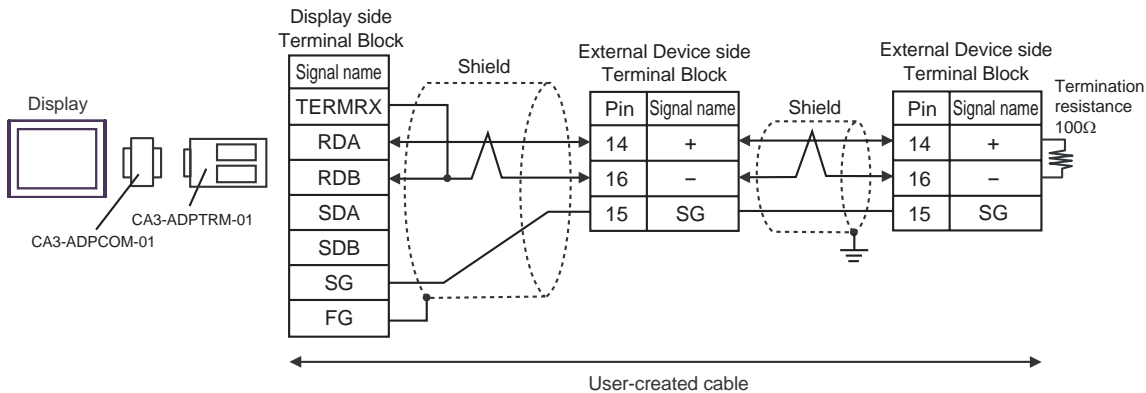 Display side
Terminal Block
Signal name
TERMRX
RDA
RDB
SDA
SDB
SG
FG
Shield
Display
CA3-ADPCOM-01
CA3-ADPTRM-01
External Device side
Terminal Block
Pin Signal name
14 +
16 −
15 SG
Shield
External Device side
Terminal Block
Pin Signal name
14 +
16 −
15 SG
Termination
resistance
100Ω
User-created cable